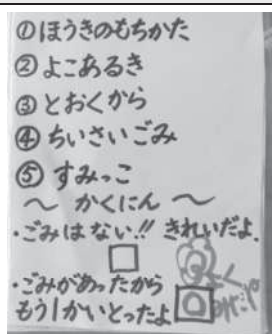 ①ほうきのもちかた
②よこあるき
③とおくから
④ちいさいごみ
⑤すみっこ
～かくにん～
・ごみはない!!きれいだよ.
・ごみがあったから
もう1かいとったよ